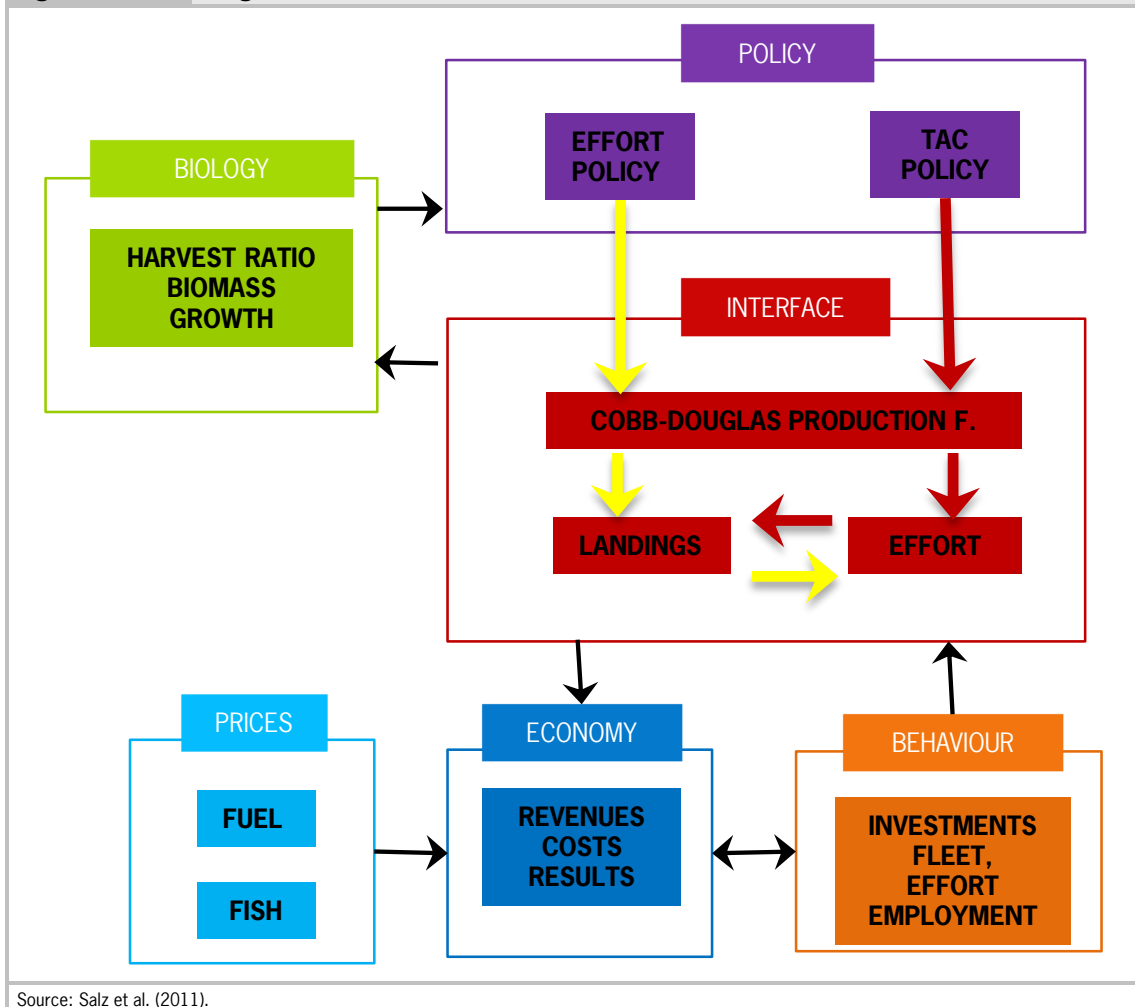 POLICY
EFFORT
POLICY
TAC
POLICY
BIOLOGY
HARVEST RATIO
BIOMASS
GROWTH
INTERFACE
COBB-DOUGLAS PRODUCTION F.
LANDINGS
EFFORT
PRICES
FUEL
FISH
ECONOMY
REVENUES
COSTS
RESULTS
BEHAVIOUR
INVESTMENTS
FLEET,
EFFORT
EMPLOYMENT
Source: Salz et al. (2011).